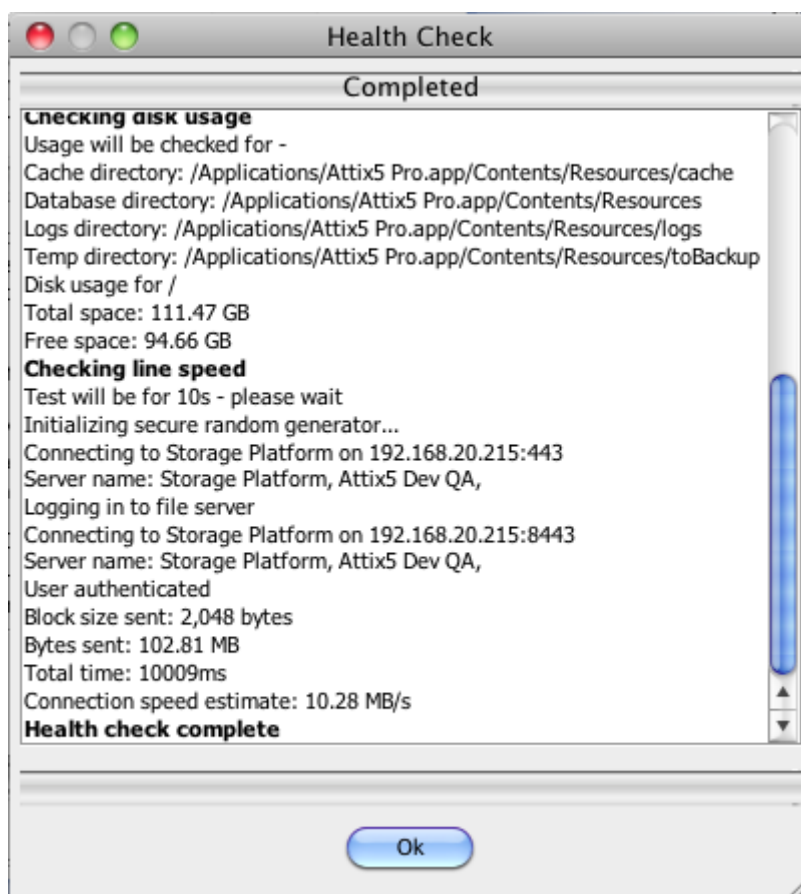 Health Check
Completed
Checking disk usage
Usage will be checked for -
Cache directory: /Applications/Attix5 Pro.app/Contents/Resources/cache
Database directory: /Applications/Attix5 Pro.app/Contents/Resources
Logs directory: /Applications/Attix5 Pro.app/Contents/Resources/logs
Temp directory: /Applications/Attix5 Pro.app/Contents/Resources/toBackup
Disk usage for /
Total space: 111.47 GB
Free space: 94.66 GB
Checking line speed
Test will be for 10s - please wait
Initializing secure random generator...
Connecting to Storage Platform on 192.168.20.215:443
Server name: Storage Platform, Attix5 Dev QA,
Logging in to file server
Connecting to Storage Platform on 192.168.20.215:8443
Server name: Storage Platform, Attix5 Dev QA,
User authenticated
Block size sent: 2,048 bytes
Bytes sent: 102.81 MB
Total time: 10009ms
Connection speed estimate: 10.28 MB/s
Health check complete
Ok